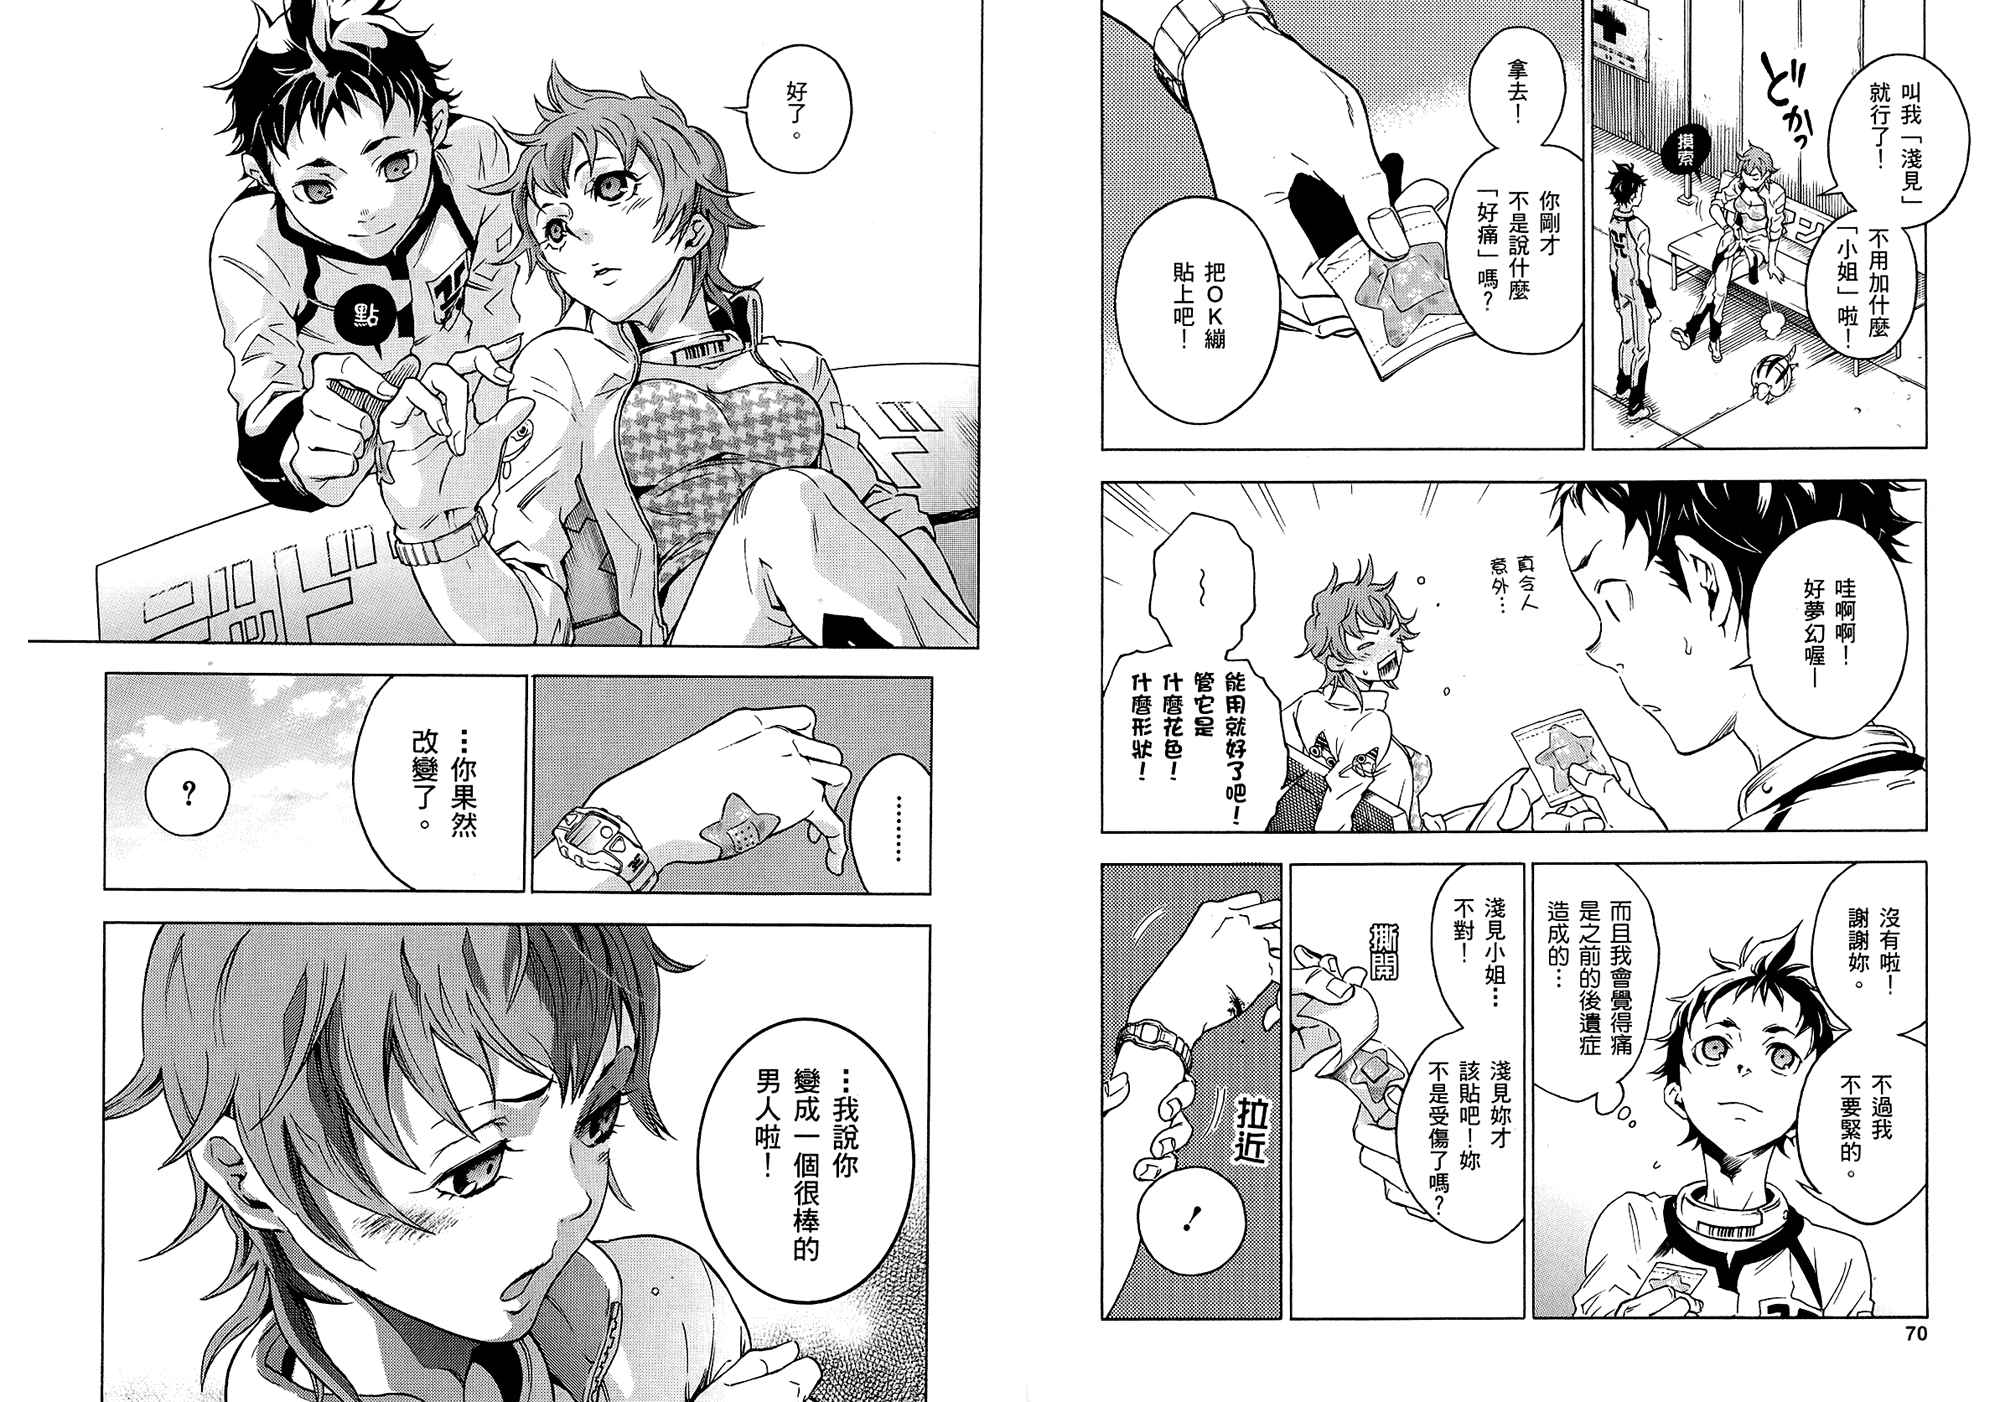 叫我「淺見」
就行了！
不用加什麼
「小姐」啦！
どかっ
摸索
拿去！
你剛才
不是說什麼
「好痛」嗎？
把OK繃
貼上吧！
哇啊啊！
好夢幻喔—
真令人
意外…
～
能用就好了吧！
管它是
什麼花色！
什麼形狀！
沒有啦！
謝謝妳。
不過我
不要緊的。
而且我會覺得痛
是之前的後遺症
造成的…
淺見小姐…
不對！
淺見妳才
該貼吧！妳
不是受傷了嗎？
撕開
拉近
！
70
好了。
點
デッド
………
…你果然
改變了。
？
…我說你
變成一個很棒的
男人啦！